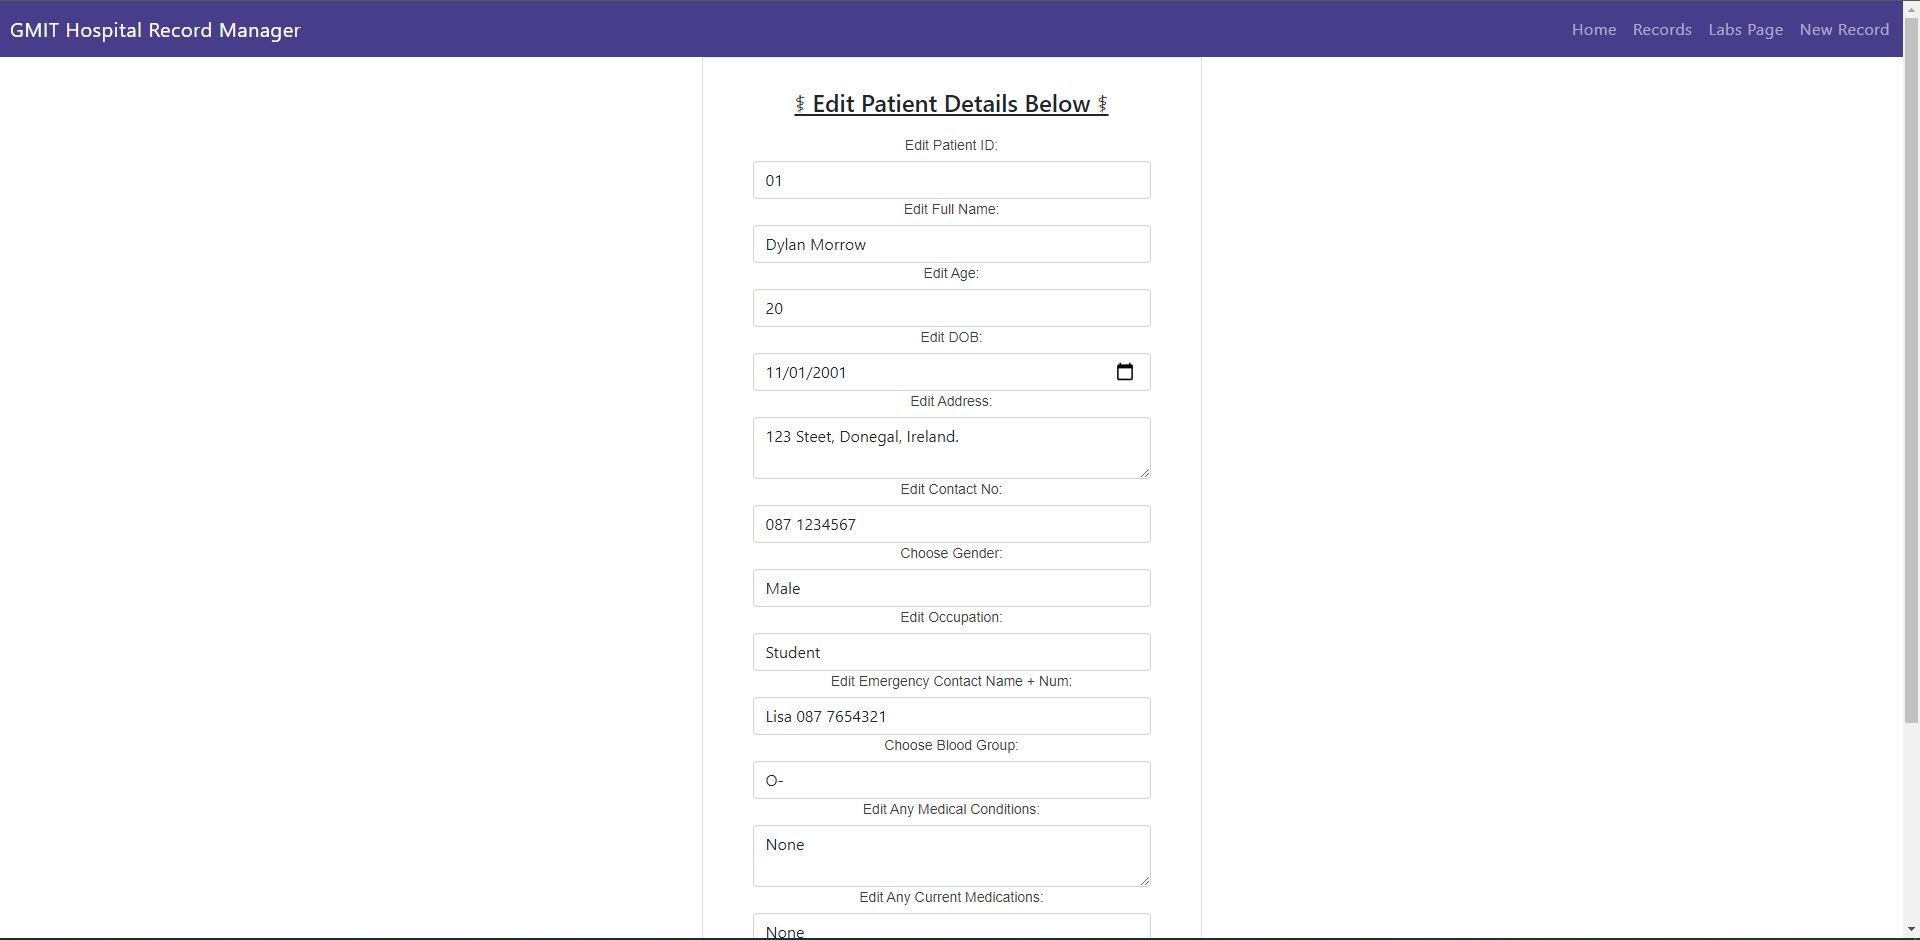 GMIT Hospital Record Manager
Home Records Labs Page New Record
⚕ Edit Patient Details Below ⚕
Edit Patient ID:
01
Edit Full Name:
Dylan Morrow
Edit Age:
20
Edit DOB:
11/01/2001
Edit Address:
123 Steet, Donegal, Ireland.
Edit Contact No:
087 1234567
Choose Gender:
Male
Edit Occupation:
Student
Edit Emergency Contact Name + Num:
Lisa 087 7654321
Choose Blood Group:
O-
Edit Any Medical Conditions:
None
Edit Any Current Medications:
None